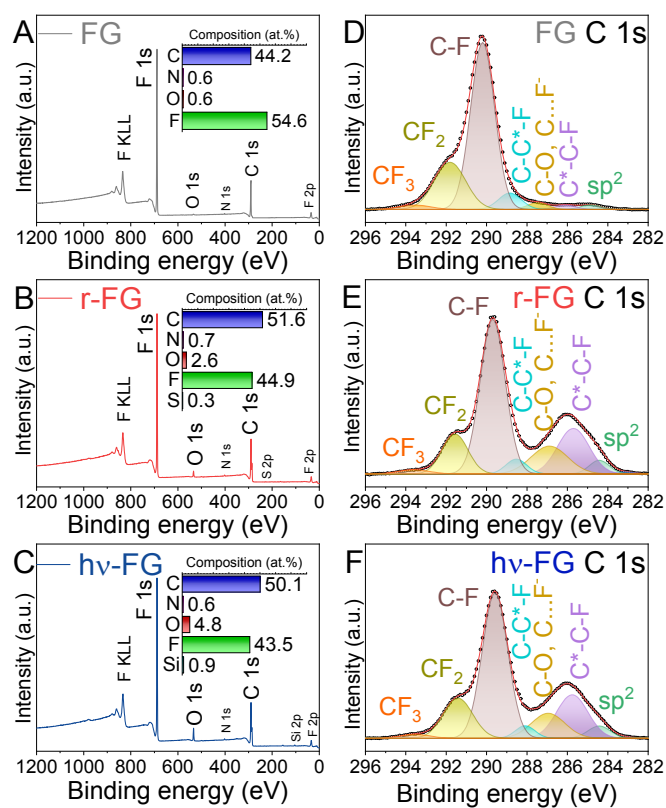 A
FG
Composition (at.%)
C 44.2
N 0.6
O 0.6
F 54.6
F 1s
F KLL
O 1s
N 1s
C 1s
F 2p
Intensity (a.u.)
1200 1000 800 600 400 200 0
Binding energy (eV)
D
FG C 1s
C-F
CF2
CF3
C-C*-F
C-O, C...F-
C*-C-F
sp2
Intensity (a.u.)
296 294 292 290 288 286 284 282
Binding energy (eV)
B
r-FG
Composition (at.%)
C 51.6
N 0.7
O 2.6
F 44.9
S 0.3
F 1s
F KLL
O 1s
N 1s
C 1s
S 2p
F 2p
Intensity (a.u.)
1200 1000 800 600 400 200 0
Binding energy (eV)
E
r-FG C 1s
C-F
CF2
CF3
C-C*-F
C-O, C...F-
C*-C-F
sp2
Intensity (a.u.)
296 294 292 290 288 286 284 282
Binding energy (eV)
C
hν-FG
Composition (at.%)
C 50.1
N 0.6
O 4.8
F 43.5
Si 0.9
F 1s
F KLL
O 1s
N 1s
C 1s
Si 2p
F 2p
Intensity (a.u.)
1200 1000 800 600 400 200 0
Binding energy (eV)
F
hν-FG C 1s
C-F
CF2
CF3
C-C*-F
C-O, C...F-
C*-C-F
sp2
Intensity (a.u.)
296 294 292 290 288 286 284 282
Binding energy (eV)